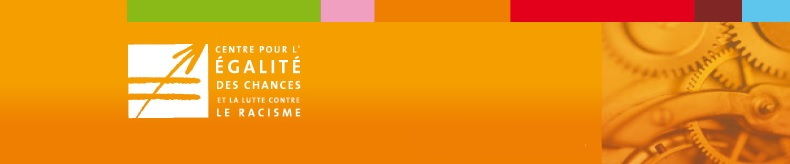 CENTRE POUR L'
ÉGALITÉ
DES CHANCES
ET LA LUTTE CONTRE
LE RACISME